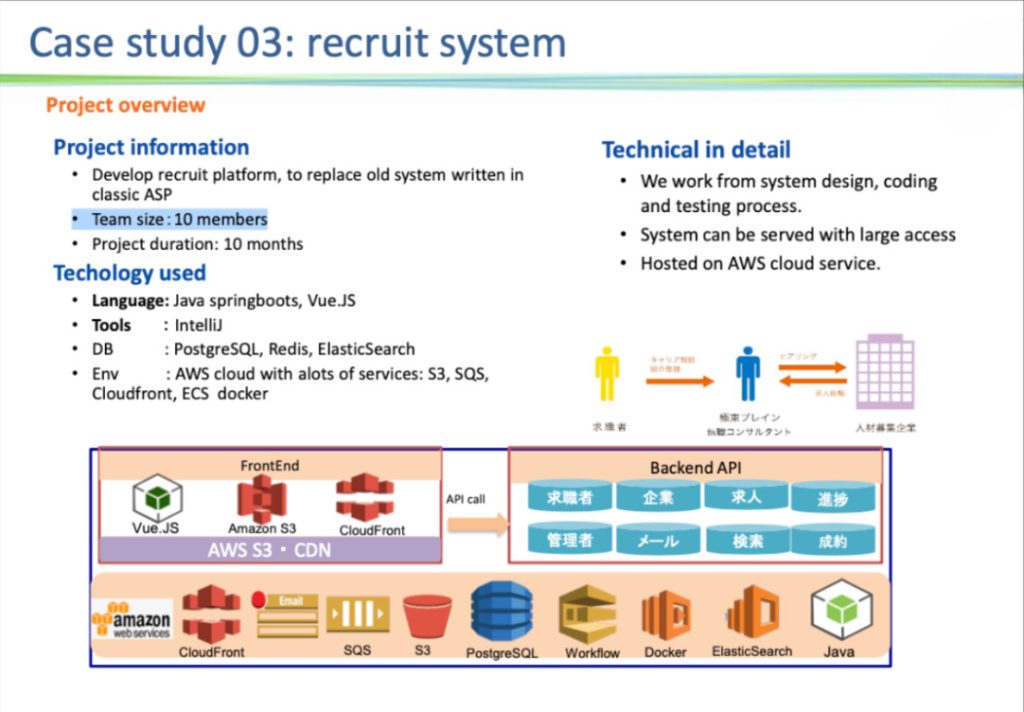 Case study 03: recruit system
Project overview
Project information
• Develop recruit platform, to replace old system written in
classic ASP
• Team size : 10 members
• Project duration: 10 months
Techology used
• Language: Java springboots, Vue.JS
• Tools : IntelliJ
• DB : PostgreSQL, Redis, ElasticSearch
• Env : AWS cloud with alots of services: S3, SQS,
Cloudfront, ECS docker
Technical in detail
• We work from system design, coding
and testing process.
• System can be served with large access
• Hosted on AWS cloud service.
キャリア相談
ヒアリング
求人依頼
求職者
極東ブレイン
転職コンサルタント
人材募集企業
FrontEnd
Vue.JS
Amazon S3
CloudFront
AWS S3・CDN
API call
Backend API
求職者
企業
求人
進捗
管理者
メール
検索
成約
amazon
web services
CloudFront
Email
SQS
S3
PostgreSQL
Workflow
Docker
ElasticSearch
Java